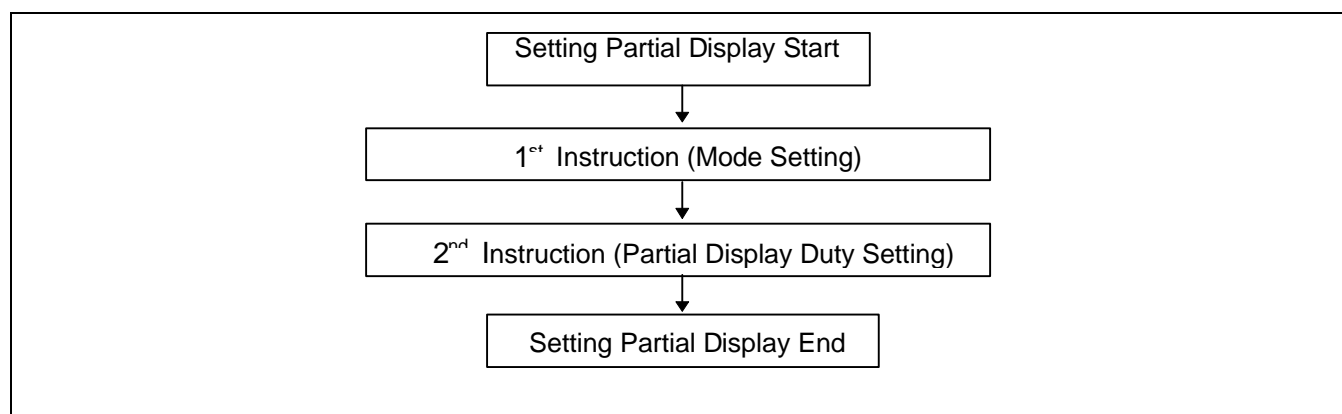 Setting Partial Display Start
1st Instruction (Mode Setting)
2nd Instruction (Partial Display Duty Setting)
Setting Partial Display End